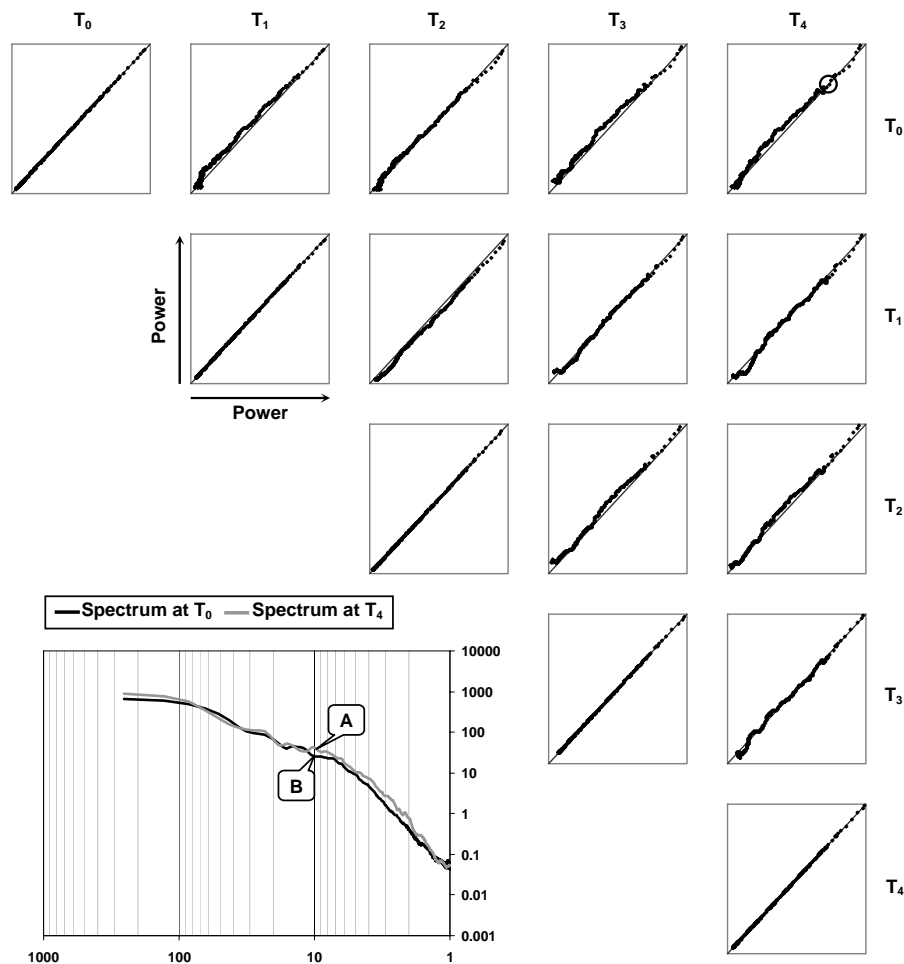 T0 T1 T2 T3 T4
T0
Power
T1
Power
T2
Spectrum at T0 Spectrum at T4
10000
1000
A
100
B
10
T3
1
0.1
0.01
T4
0.001
1000 100 10 1